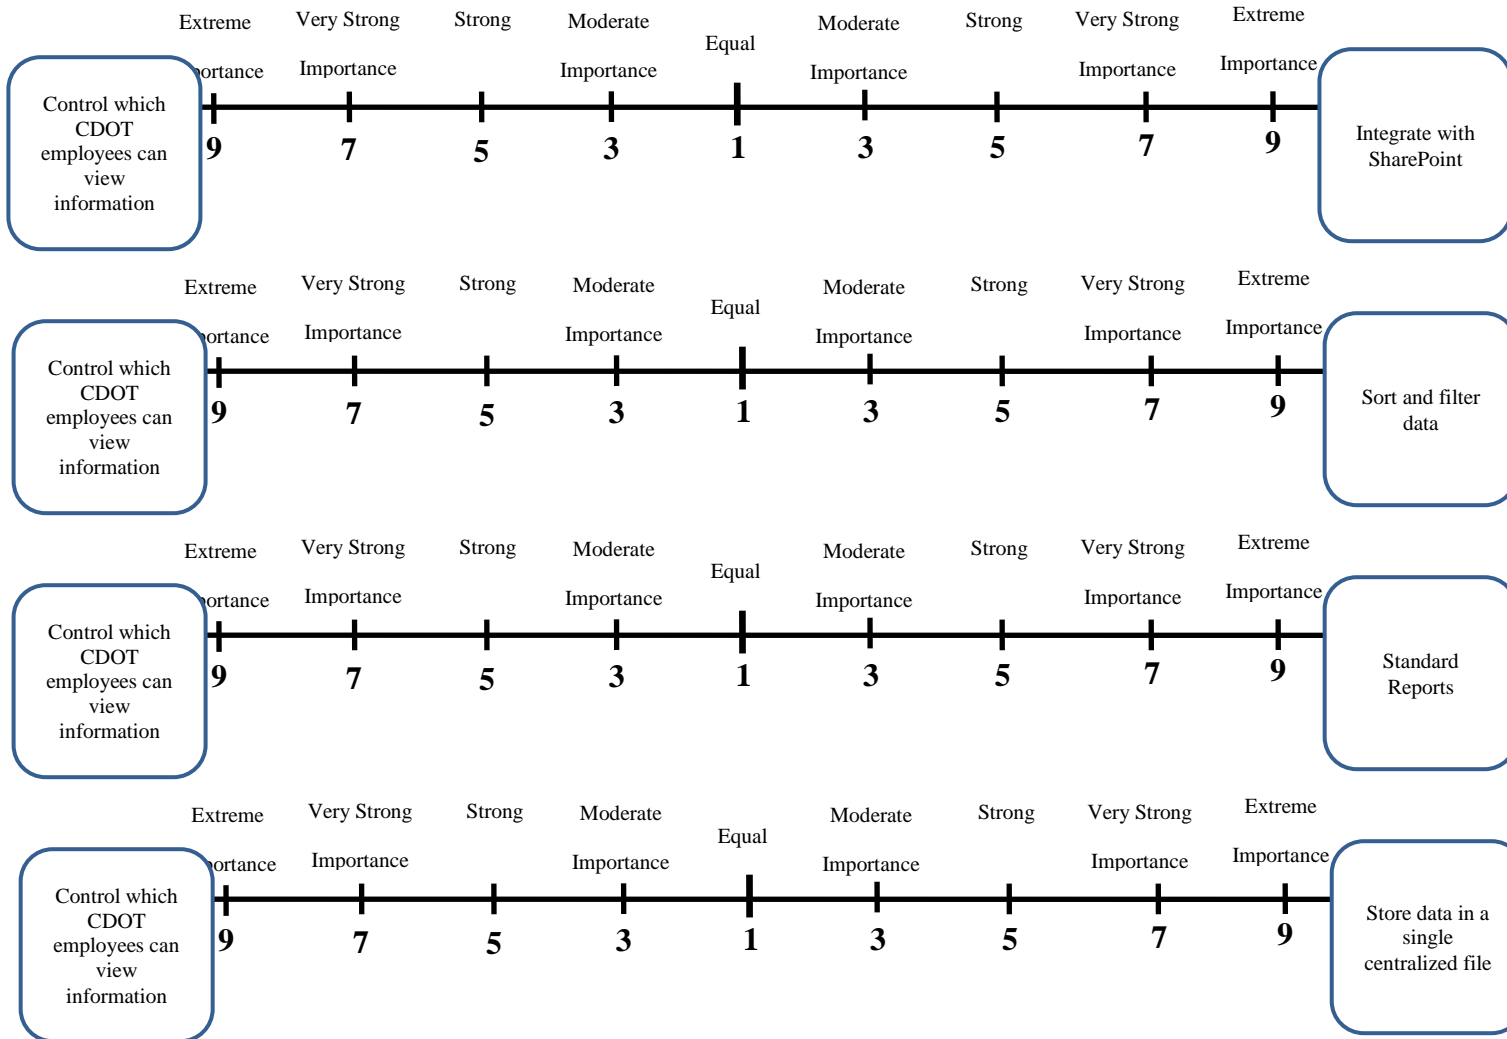 Extreme Very Strong Strong Moderate Equal Moderate Strong Very Strong Extreme
portance Importance Importance Importance Importance Importance
Control which
CDOT
employees can
view
information
9 7 5 3 1 3 5 7 9
Integrate with
SharePoint
Extreme Very Strong Strong Moderate Equal Moderate Strong Very Strong Extreme
portance Importance Importance Importance Importance Importance
Control which
CDOT
employees can
view
information
9 7 5 3 1 3 5 7 9
Sort and filter
data
Extreme Very Strong Strong Moderate Equal Moderate Strong Very Strong Extreme
portance Importance Importance Importance Importance Importance
Control which
CDOT
employees can
view
information
9 7 5 3 1 3 5 7 9
Standard
Reports
Extreme Very Strong Strong Moderate Equal Moderate Strong Very Strong Extreme
portance Importance Importance Importance Importance Importance
Control which
CDOT
employees can
view
information
9 7 5 3 1 3 5 7 9
Store data in a
single
centralized file